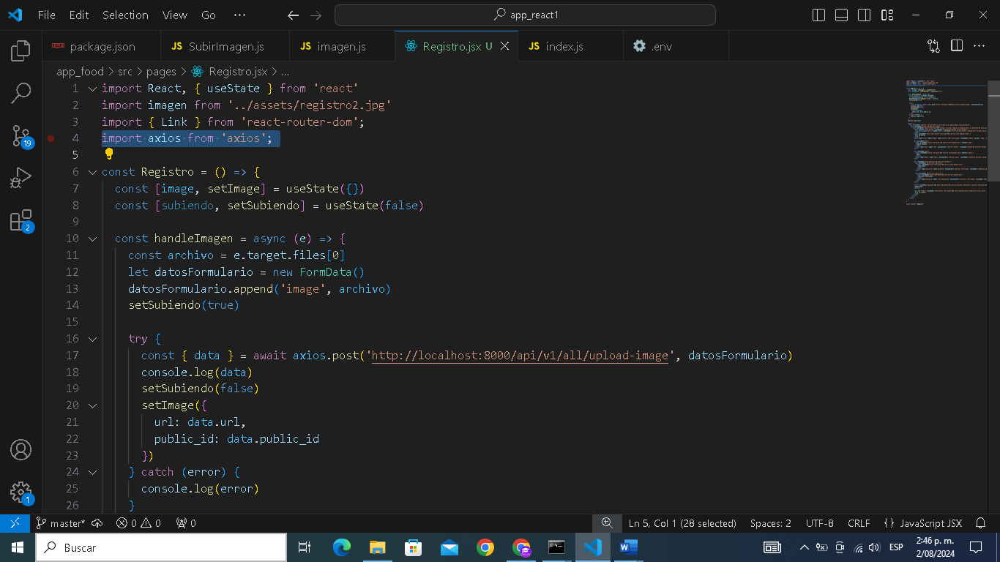 File Edit Selection View Go ··· app_react1
package.json JS SubirImagen.js JS imagen.js Registro.jsx U JS index.js .env ···
app_food > src > pages > Registro.jsx > ...
1 import React, { useState } from 'react'
2 import imagen from '../assets/registro2.jpg'
3 import { Link } from 'react-router-dom';
4 import axios from 'axios';
5
6 const Registro = () => {
7 const [image, setImage] = useState({})
8 const [subiendo, setSubiendo] = useState(false)
9
10 const handleImagen = async (e) => {
11 const archivo = e.target.files[0]
12 let datosFormulario = new FormData()
13 datosFormulario.append('image', archivo)
14 setSubiendo(true)
15
16 try {
17 const { data } = await axios.post('http://localhost:8000/api/v1/all/upload-image', datosFormulario)
18 console.log(data)
19 setSubiendo(false)
20 setImage({
21 url: data.url,
22 public_id: data.public_id
23 })
24 } catch (error) {
25 console.log(error)
26 }
19
2
1
master* 0 0 0 Ln 5, Col 1 (28 selected) Spaces: 2 UTF-8 CRLF {} JavaScript JSX
Buscar ESP 2:46 p. m.
2/08/2024